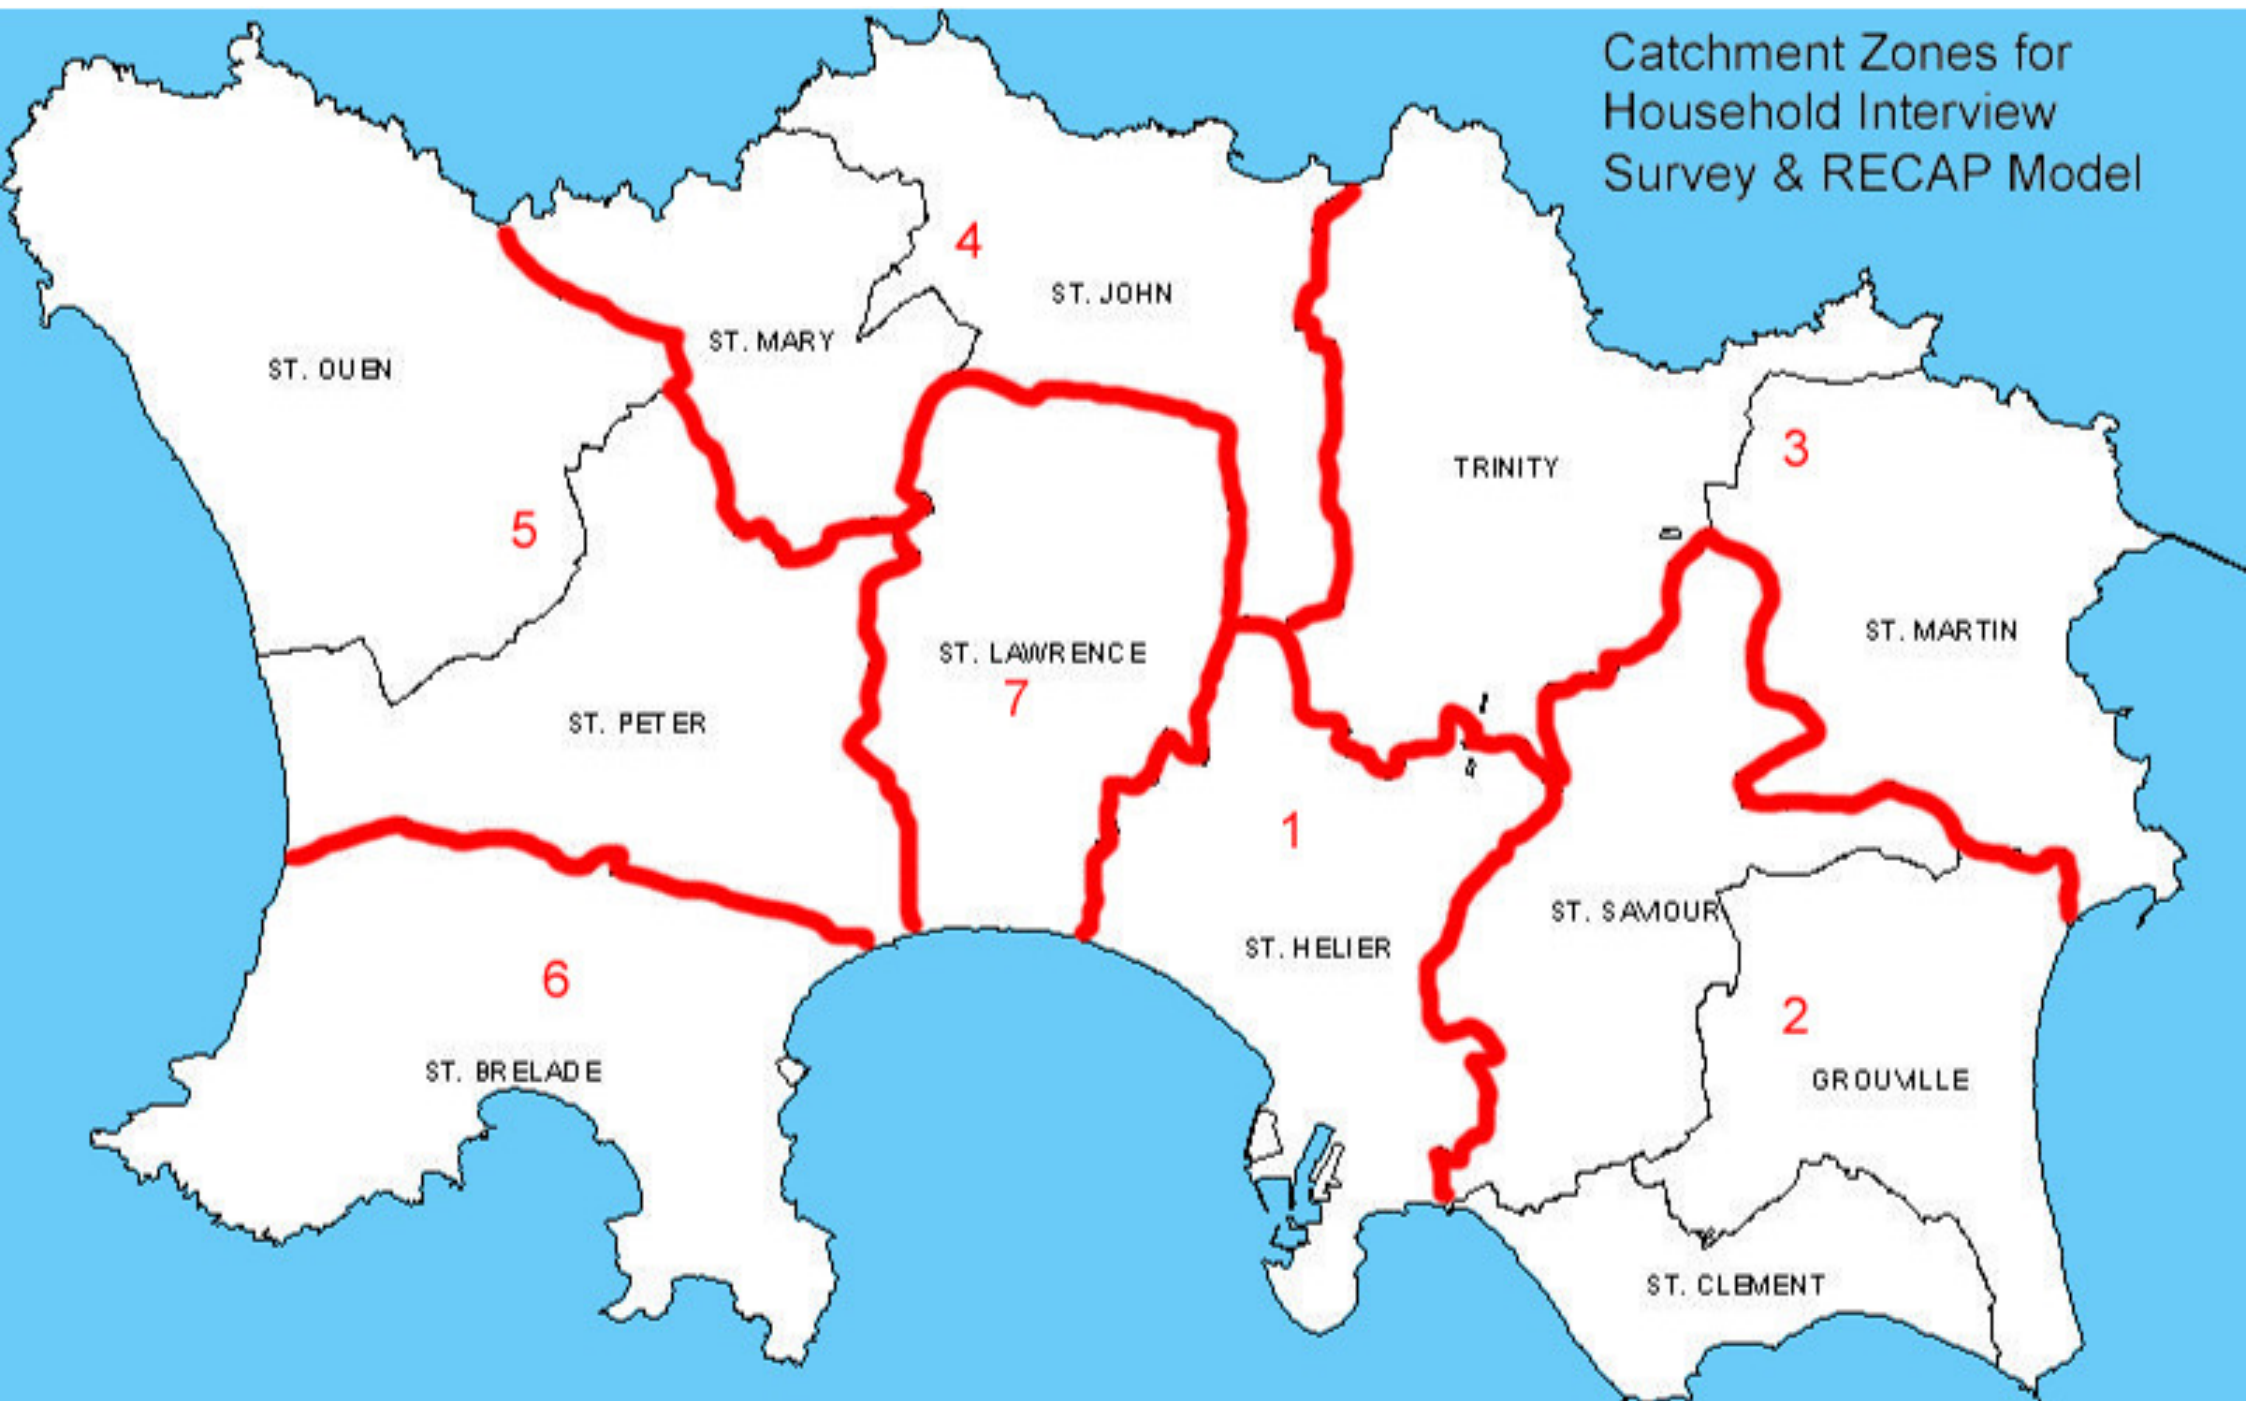 Catchment Zones for
Household Interview
Survey & RECAP Model
4
ST. JOHN
ST. MARY
ST. OUEN
3
TRINITY
5
ST. MARTIN
ST. LAWRENCE
7
ST. PETER
1
ST. SAVIOUR
ST. HELIER
6
2
ST. BRELADE
GROUVILLE
ST. CLEMENT